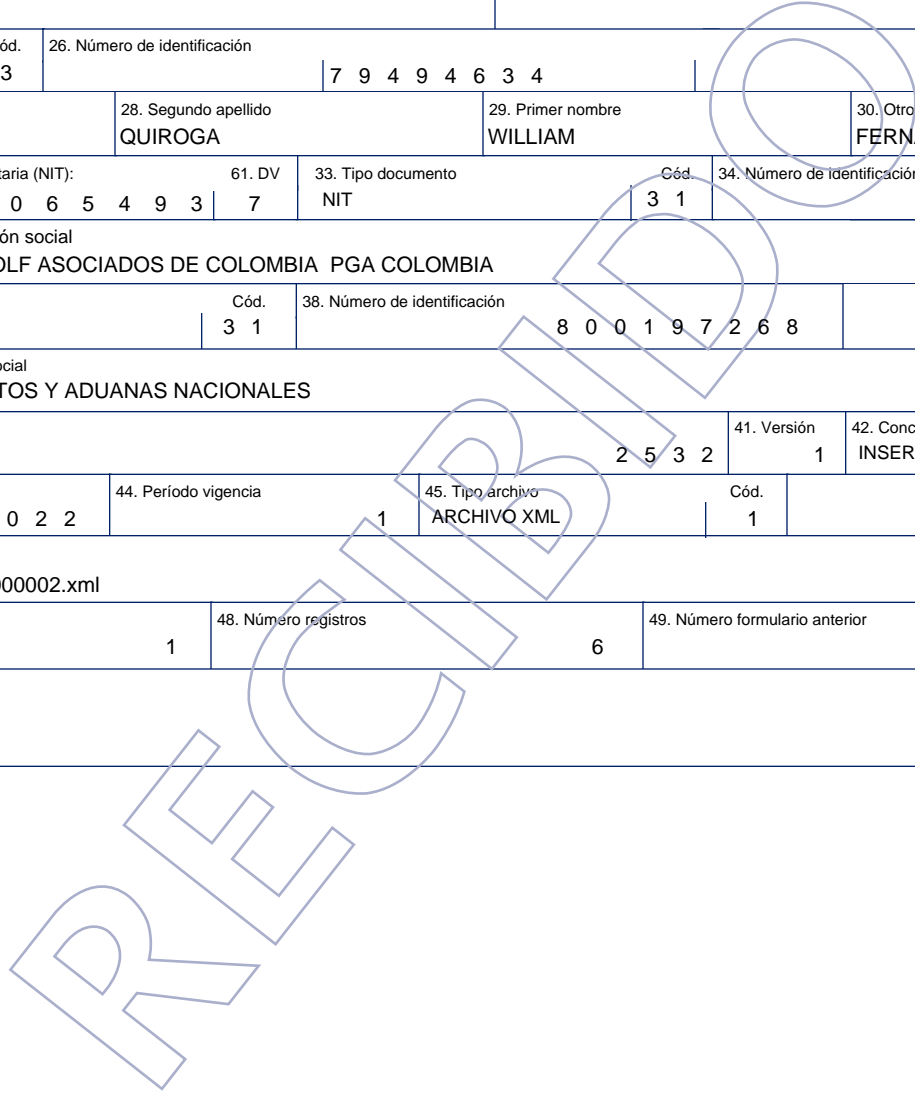 ód. 26. Número de identificación
3 7 9 4 9 4 6 3 4
28. Segundo apellido 29. Primer nombre 30. Otro
QUIROGA WILLIAM FERNA
taria (NIT): 61. DV 33. Tipo documento Cód. 34. Número de identificación
0 6 5 4 9 3 7 NIT 3 1
ón social
OLF ASOCIADOS DE COLOMBIA PGA COLOMBIA
Cód. 38. Número de identificación
3 1 8 0 0 1 9 7 2 6 8
ocial
TOS Y ADUANAS NACIONALES
41. Versión 42. Conc
2 5 3 2 1 INSER
44. Período vigencia 45. Tipo archivo Cód.
0 2 2 1 ARCHIVO XML 1
000002.xml
48. Número registros 49. Número formulario anterior
1 6
RECIBIDO